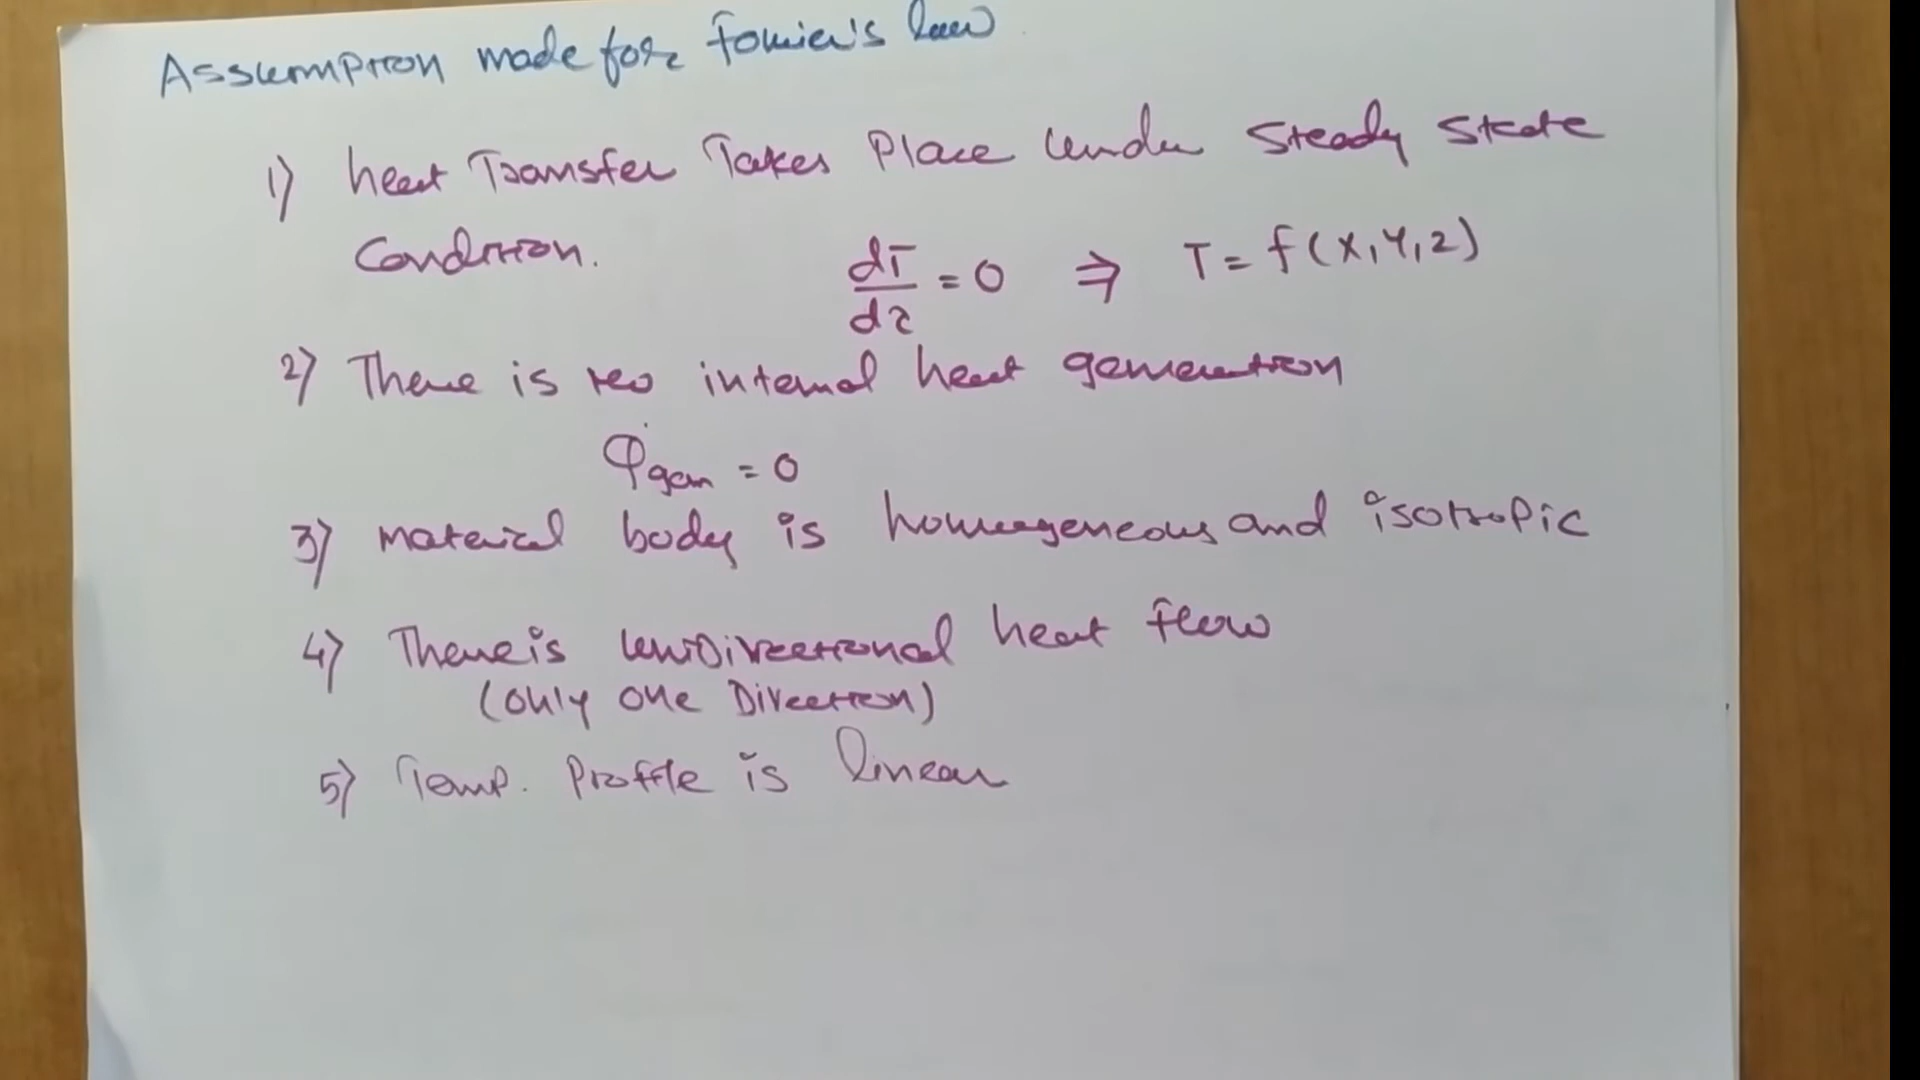 Assumption made for Fourier's law
1) heat Transfer Takes Place under Steady State
Condition.
dT/dτ = 0 ⇒ T = f(x,y,z)
2) There is no internal heat generation
q̇gen = 0
3) material body is homogeneous and isotropic
4) There is uniDirectional heat flow
(only one Direction)
5) Temp. Profile is linear